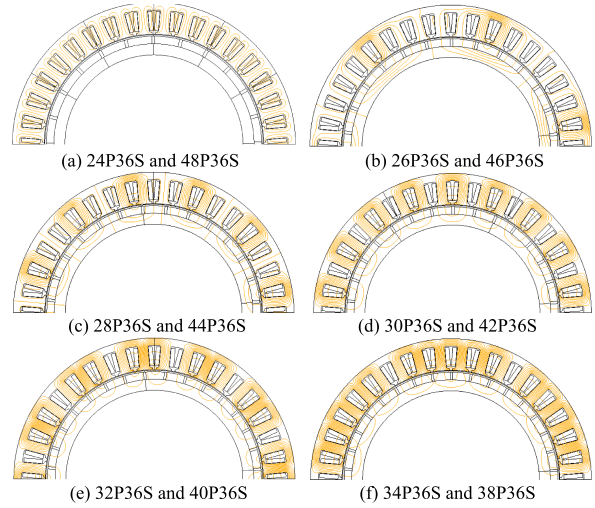 (a) 24P36S and 48P36S
(b) 26P36S and 46P36S
(c) 28P36S and 44P36S
(d) 30P36S and 42P36S
(e) 32P36S and 40P36S
(f) 34P36S and 38P36S